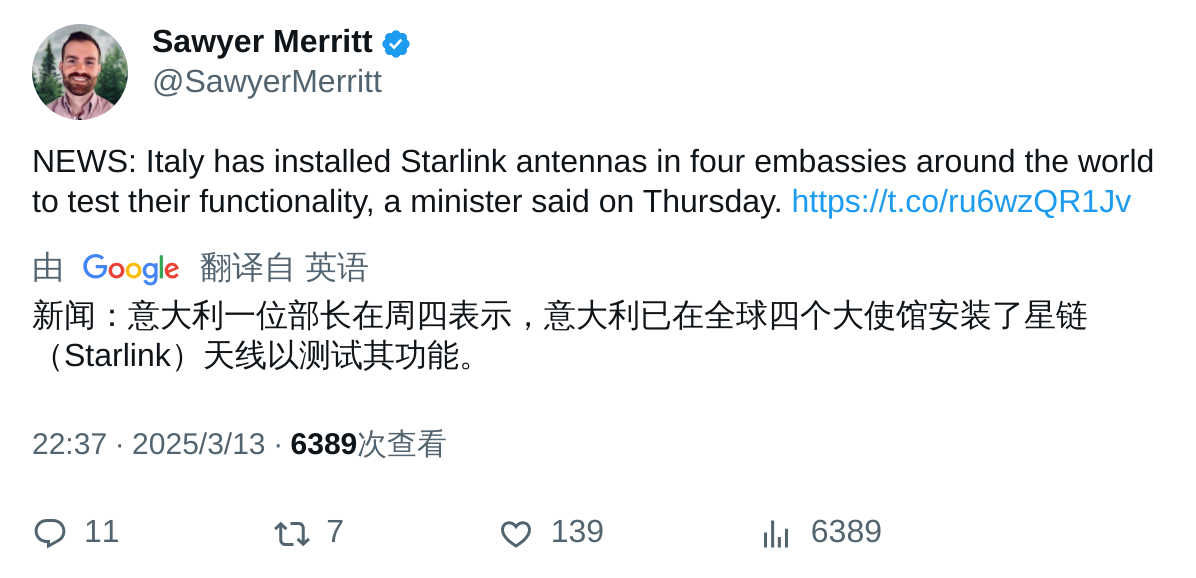 Sawyer Merritt
@SawyerMerritt
NEWS: Italy has installed Starlink antennas in four embassies around the world
to test their functionality, a minister said on Thursday. https://t.co/ru6wzQR1Jv
由 Google 翻译自 英语
新闻：意大利一位部长在周四表示，意大利已在全球四个大使馆安装了星链
（Starlink）天线以测试其功能。
22:37 · 2025/3/13 · 6389次查看
11 7 139 6389